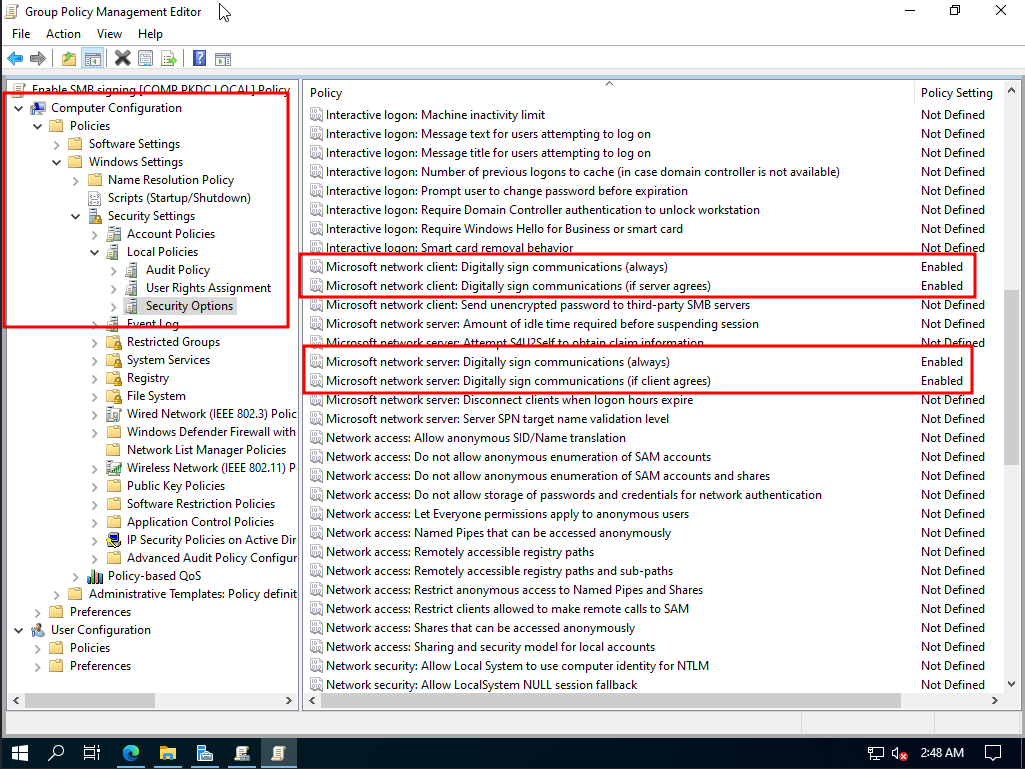 Group Policy Management Editor
File Action View Help
Enable SMB signing [COMP.PKDC.LOCAL] Policy
Computer Configuration
Policies
Software Settings
Windows Settings
Name Resolution Policy
Scripts (Startup/Shutdown)
Security Settings
Account Policies
Local Policies
Audit Policy
User Rights Assignment
Security Options
Event Log
Restricted Groups
System Services
Registry
File System
Wired Network (IEEE 802.3) Polic
Windows Defender Firewall with
Network List Manager Policies
Wireless Network (IEEE 802.11) P
Public Key Policies
Software Restriction Policies
Application Control Policies
IP Security Policies on Active Dir
Advanced Audit Policy Configur
Policy-based QoS
Administrative Templates: Policy definit
Preferences
User Configuration
Policies
Preferences
Policy Policy Setting
Interactive logon: Machine inactivity limit Not Defined
Interactive logon: Message text for users attempting to log on Not Defined
Interactive logon: Message title for users attempting to log on Not Defined
Interactive logon: Number of previous logons to cache (in case domain controller is not available) Not Defined
Interactive logon: Prompt user to change password before expiration Not Defined
Interactive logon: Require Domain Controller authentication to unlock workstation Not Defined
Interactive logon: Require Windows Hello for Business or smart card Not Defined
Interactive logon: Smart card removal behavior Not Defined
Microsoft network client: Digitally sign communications (always) Enabled
Microsoft network client: Digitally sign communications (if server agrees) Enabled
Microsoft network client: Send unencrypted password to third-party SMB servers Not Defined
Microsoft network server: Amount of idle time required before suspending session Not Defined
Microsoft network server: Attempt S4U2Self to obtain claim information Not Defined
Microsoft network server: Digitally sign communications (always) Enabled
Microsoft network server: Digitally sign communications (if client agrees) Enabled
Microsoft network server: Disconnect clients when logon hours expire Not Defined
Microsoft network server: Server SPN target name validation level Not Defined
Network access: Allow anonymous SID/Name translation Not Defined
Network access: Do not allow anonymous enumeration of SAM accounts Not Defined
Network access: Do not allow anonymous enumeration of SAM accounts and shares Not Defined
Network access: Do not allow storage of passwords and credentials for network authentication Not Defined
Network access: Let Everyone permissions apply to anonymous users Not Defined
Network access: Named Pipes that can be accessed anonymously Not Defined
Network access: Remotely accessible registry paths Not Defined
Network access: Remotely accessible registry paths and sub-paths Not Defined
Network access: Restrict anonymous access to Named Pipes and Shares Not Defined
Network access: Restrict clients allowed to make remote calls to SAM Not Defined
Network access: Shares that can be accessed anonymously Not Defined
Network access: Sharing and security model for local accounts Not Defined
Network security: Allow Local System to use computer identity for NTLM Not Defined
Network security: Allow LocalSystem NULL session fallback Not Defined
2:48 AM